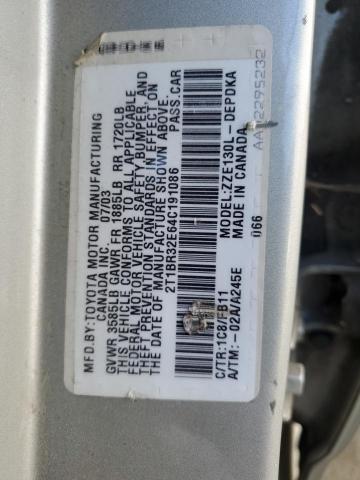 MFD.BY:TOYOTA MOTOR MANUFACTURING
CANADA INC. 07/03
GVWR 3585LB GAWR FR 1885LB RR 1720LB
THIS VEHICLE CONFORMS TO ALL APPLICABLE
FEDERAL MOTOR VEHICLE SAFETY, BUMPER, AND
THEFT PREVENTION STANDARDS IN EFFECT ON
THE DATE OF MANUFACTURE SHOWN ABOVE.
2T1BR32E64C191086 PASS.CAR
C/TR:1C8/FB11 MODEL:ZZE130L-DEPDKA
A/TM:-02A/A245E MADE IN CANADA
066
2295232